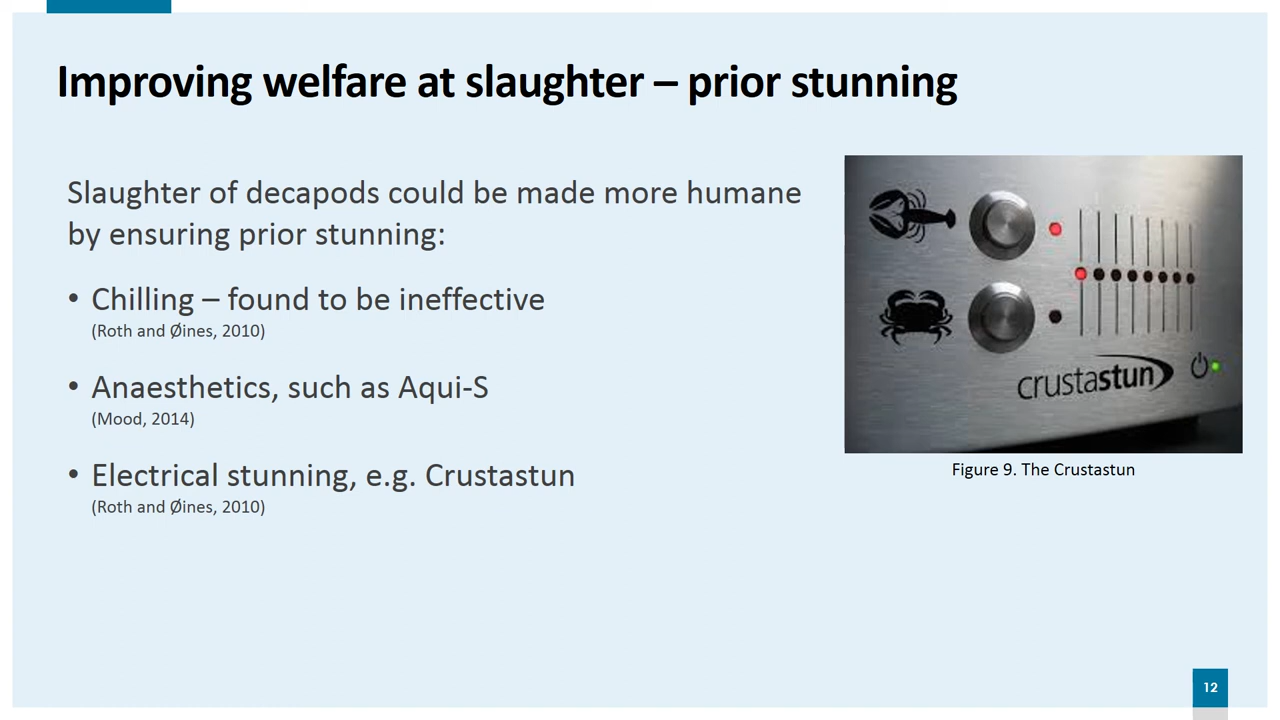 Improving welfare at slaughter – prior stunning
Slaughter of decapods could be made more humane
by ensuring prior stunning:
• Chilling – found to be ineffective
(Roth and Øines, 2010)
• Anaesthetics, such as Aqui-S
(Mood, 2014)
• Electrical stunning, e.g. Crustastun
(Roth and Øines, 2010)
crustastun
Figure 9. The Crustastun
12